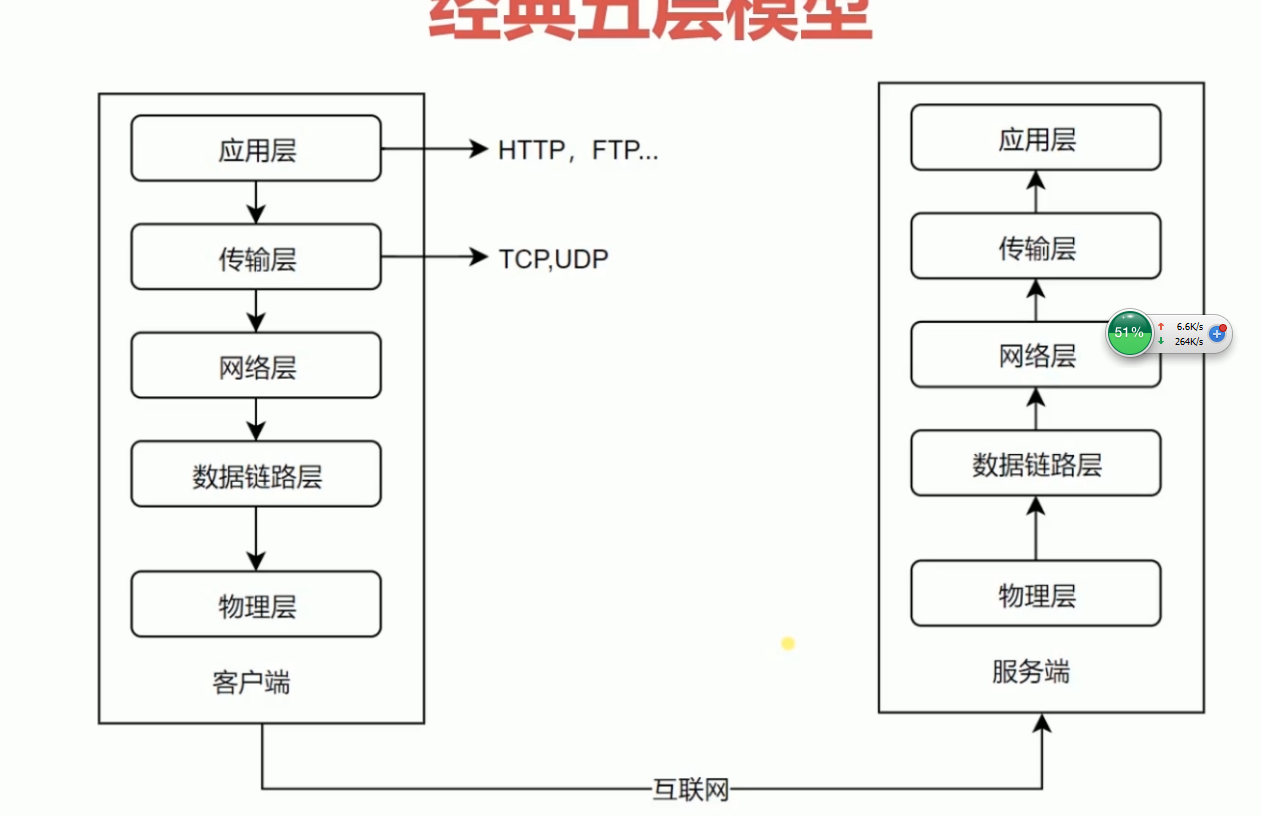 经典五层模型
应用层
HTTP，FTP...
传输层
TCP,UDP
网络层
数据链路层
物理层
客户端
应用层
传输层
网络层
51%
6.6K/s
264K/s
数据链路层
物理层
服务端
互联网